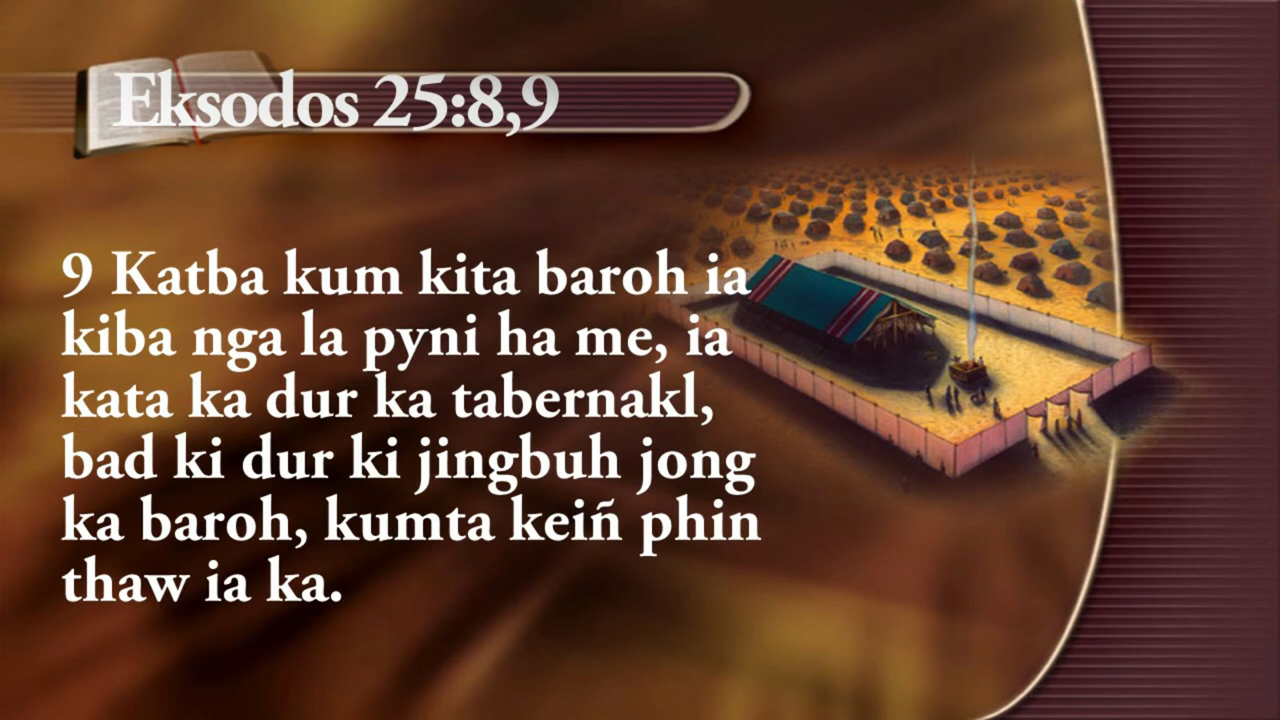 Eksodos 25:8,9
9 Katba kum kita baroh ia
kiba nga la pyni ha me, ia
kata ka dur ka tabernakl,
bad ki dur ki jingbuh jong
ka baroh, kumta keiñ phin
thaw ia ka.